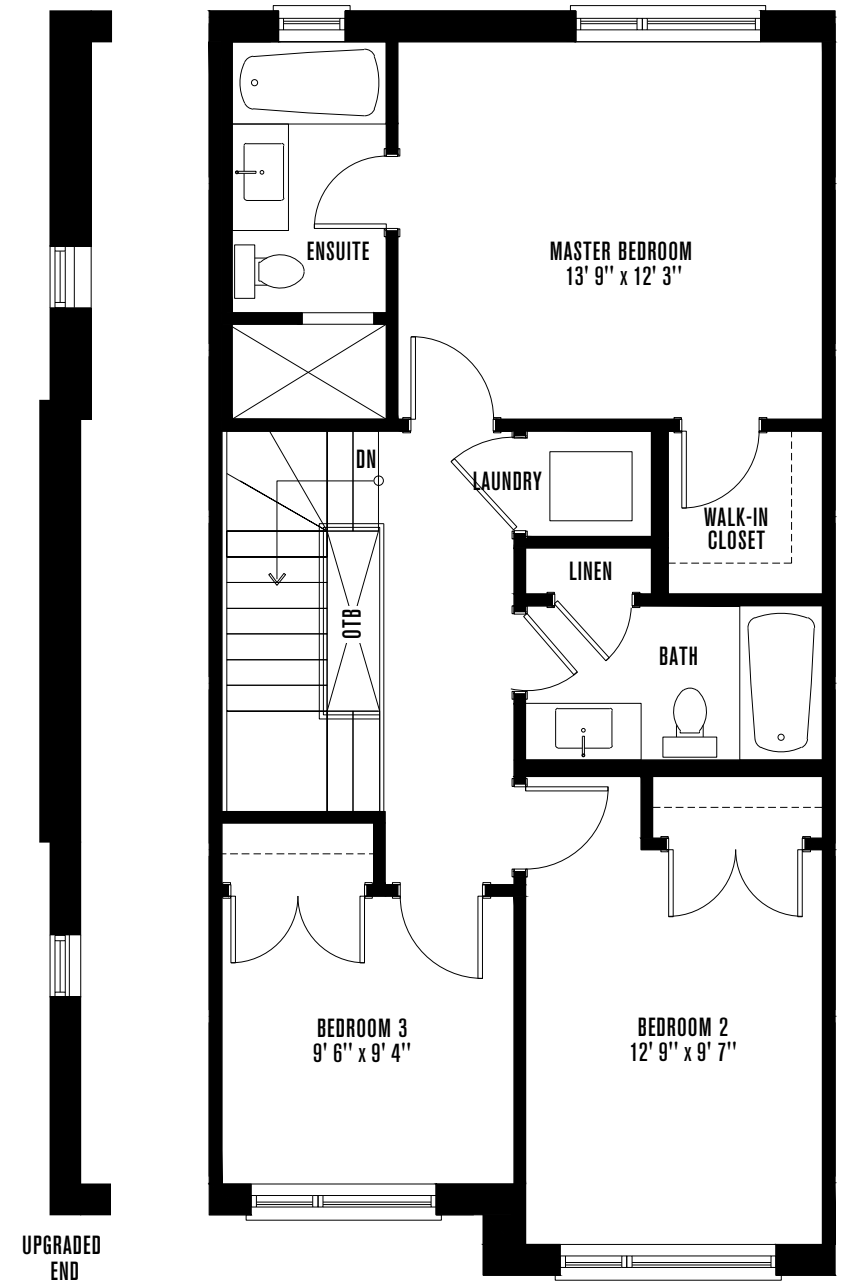 ENSUITE
MASTER BEDROOM
13' 9" x 12' 3"
DN
LAUNDRY
WALK-IN
CLOSET
LINEN
OTB
BATH
BEDROOM 3
9' 6" x 9' 4"
BEDROOM 2
12' 9" x 9' 7"
UPGRADED
END